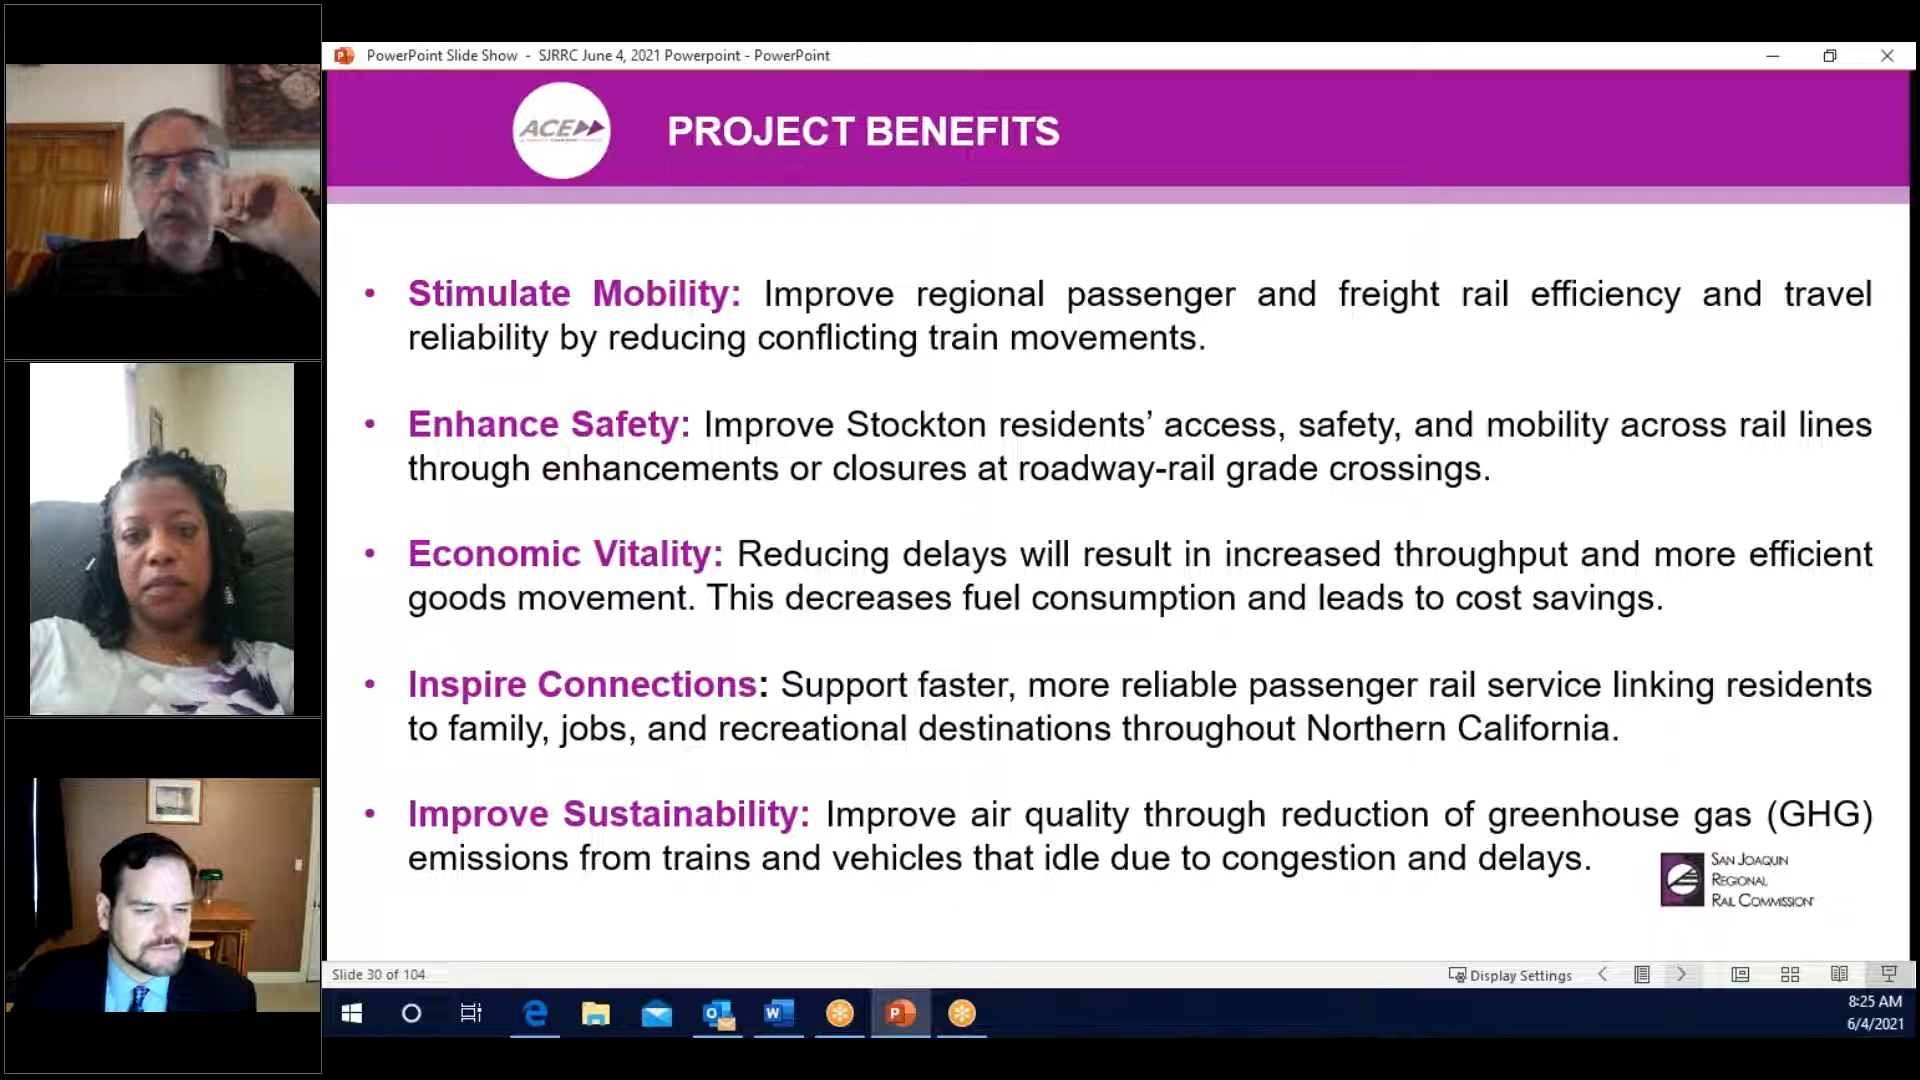 PowerPoint Slide Show - SJRRC June 4, 2021 Powerpoint - PowerPoint
ACE
PROJECT BENEFITS
• Stimulate Mobility: Improve regional passenger and freight rail efficiency and travel
reliability by reducing conflicting train movements.
• Enhance Safety: Improve Stockton residents’ access, safety, and mobility across rail lines
through enhancements or closures at roadway-rail grade crossings.
• Economic Vitality: Reducing delays will result in increased throughput and more efficient
goods movement. This decreases fuel consumption and leads to cost savings.
• Inspire Connections: Support faster, more reliable passenger rail service linking residents
to family, jobs, and recreational destinations throughout Northern California.
• Improve Sustainability: Improve air quality through reduction of greenhouse gas (GHG)
emissions from trains and vehicles that idle due to congestion and delays.
SAN JOAQUIN
REGIONAL
RAIL COMMISSION
Slide 30 of 104
Display Settings
8:25 AM
6/4/2021